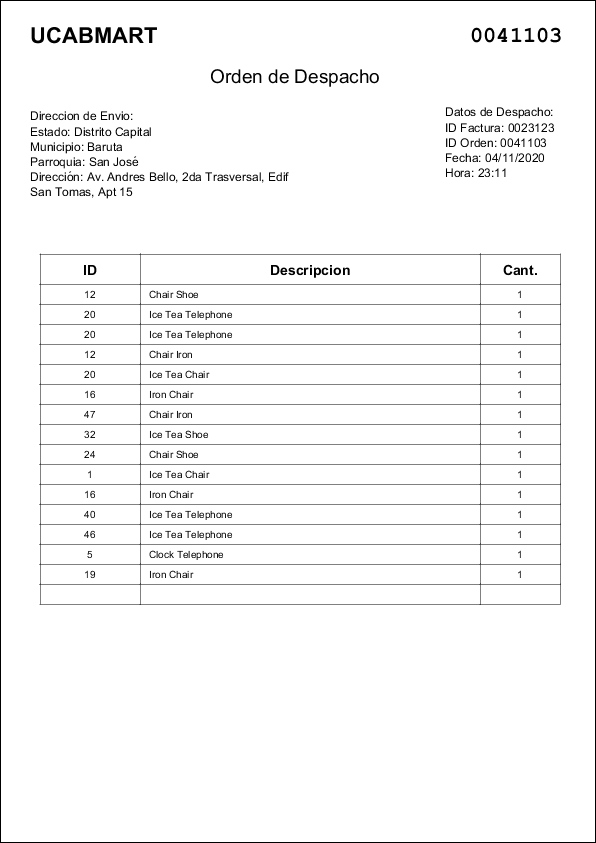 UCABMART
0041103
Orden de Despacho
Direccion de Envio:
Estado: Distrito Capital
Municipio: Baruta
Parroquia: San José
Dirección: Av. Andres Bello, 2da Trasversal, Edif
San Tomas, Apt 15
Datos de Despacho:
ID Factura: 0023123
ID Orden: 0041103
Fecha: 04/11/2020
Hora: 23:11
ID Descripcion Cant.
12 Chair Shoe 1
20 Ice Tea Telephone 1
20 Ice Tea Telephone 1
12 Chair Iron 1
20 Ice Tea Chair 1
16 Iron Chair 1
47 Chair Iron 1
32 Ice Tea Shoe 1
24 Chair Shoe 1
1 Ice Tea Chair 1
16 Iron Chair 1
40 Ice Tea Telephone 1
46 Ice Tea Telephone 1
5 Clock Telephone 1
19 Iron Chair 1